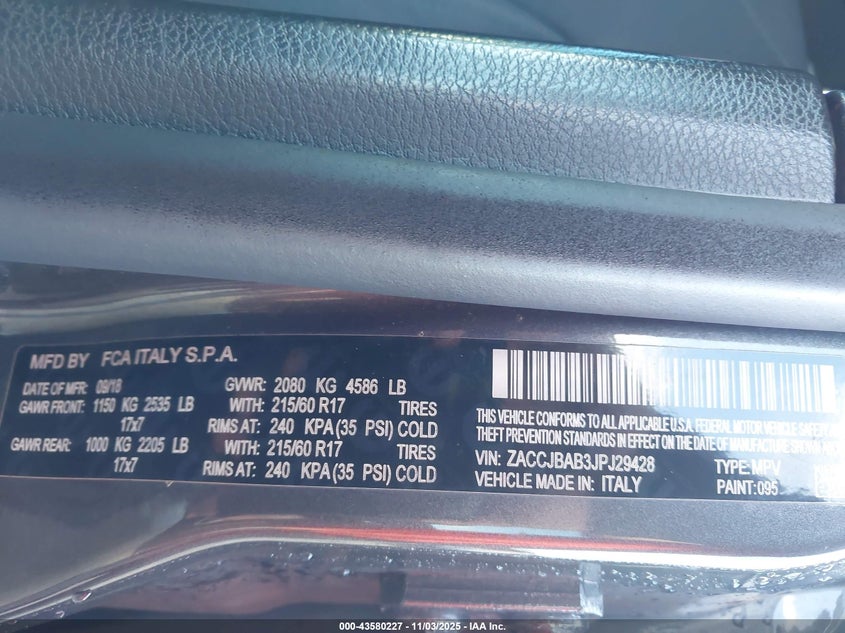 MFD BY FCA ITALY S.P.A.
DATE OF MFR: 09/18 GVWR: 2080 KG 4586 LB
GAWR FRONT: 1150 KG 2535 LB WITH: 215/60 R17 TIRES
17x7 RIMS AT: 240 KPA (35 PSI) COLD
GAWR REAR: 1000 KG 2205 LB WITH: 215/60 R17 TIRES
17x7 RIMS AT: 240 KPA (35 PSI) COLD
THIS VEHICLE CONFORMS TO ALL APPLICABLE U.S.A. FEDERAL MOTOR VEHICLE SAFETY
THEFT PREVENTION STANDARDS IN EFFECT ON THE DATE OF MANUFACTURE SHOWN
VIN: ZACCJBAB3JPJ29428 TYPE: MPV
VEHICLE MADE IN: ITALY PAINT: 095
000-43580227 - 11/03/2025 - IAA Inc.